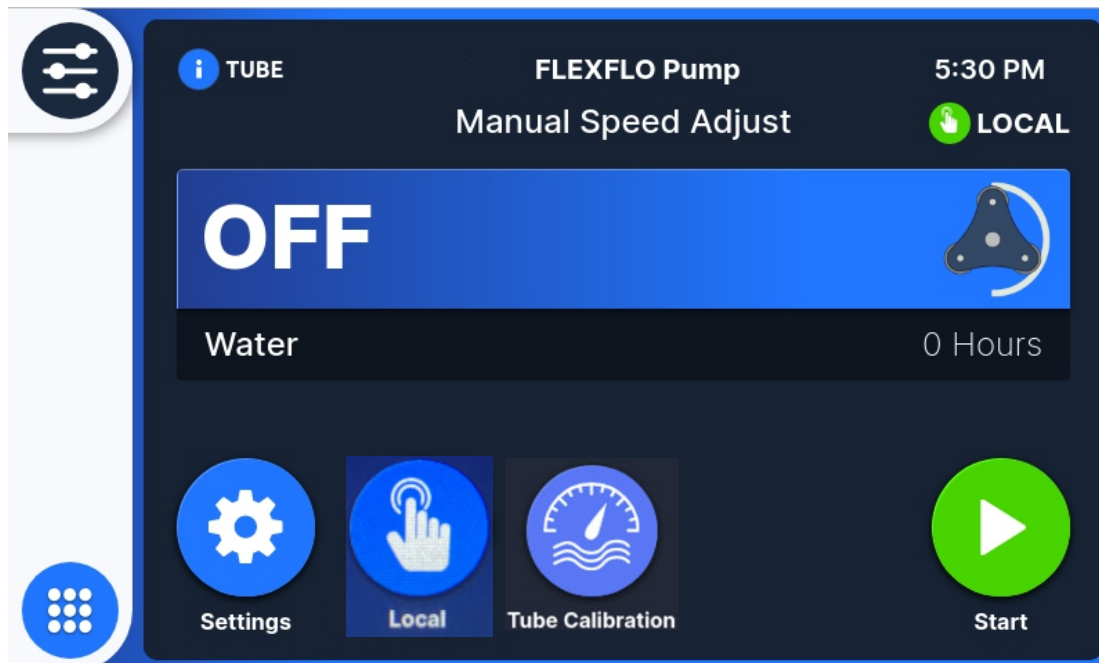 i TUBE FLEXFLO Pump 5:30 PM
Manual Speed Adjust LOCAL
OFF
Water 0 Hours
Settings Local Tube Calibration Start